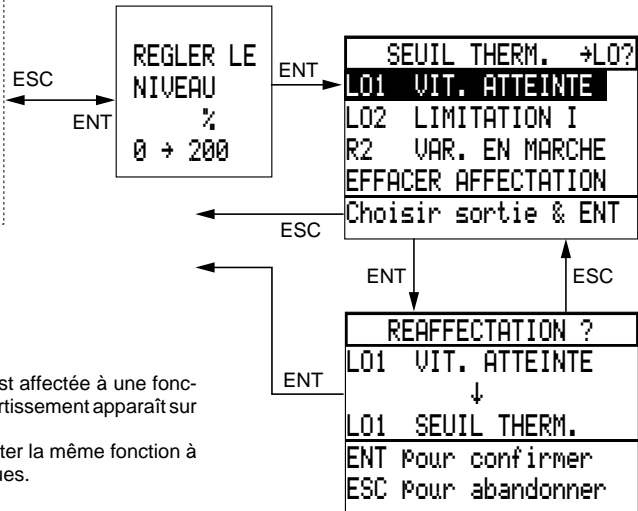 ESC
ENT
REGLER LE
NIVEAU
%
0 → 200
ENT
SEUIL THERM. →LO?
LO1 VIT. ATTEINTE
LO2 LIMITATION I
R2 VAR. EN MARCHE
EFFACER AFFECTATION
Choisir sortie & ENT
ESC
ENT
ESC
REAFFECTATION ?
LO1 VIT. ATTEINTE
↓
LO1 SEUIL THERM.
ENT pour confirmer
ESC pour abandonner
ENT
st affectée à une fonc-
rtissement apparaît sur
ter la même fonction à
ues.